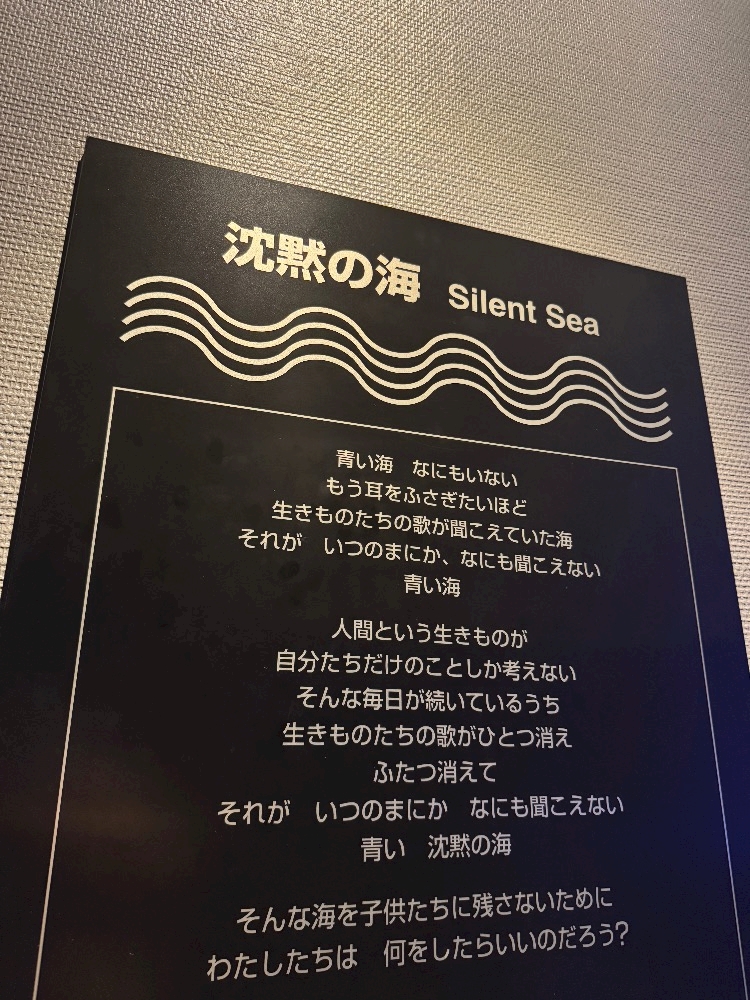 沈黙の海 Silent Sea
青い海　なにもいない
もう耳をふさぎたいほど
生きものたちの歌が聞こえていた海
それが　いつのまにか、なにも聞こえない
青い海
人間という生きものが
自分たちだけのことしか考えない
そんな毎日が続いているうち
生きものたちの歌がひとつ消え
ふたつ消えて
それが　いつのまにか　なにも聞こえない
青い　沈黙の海
そんな海を子供たちに残さないために
わたしたちは　何をしたらいいのだろう?